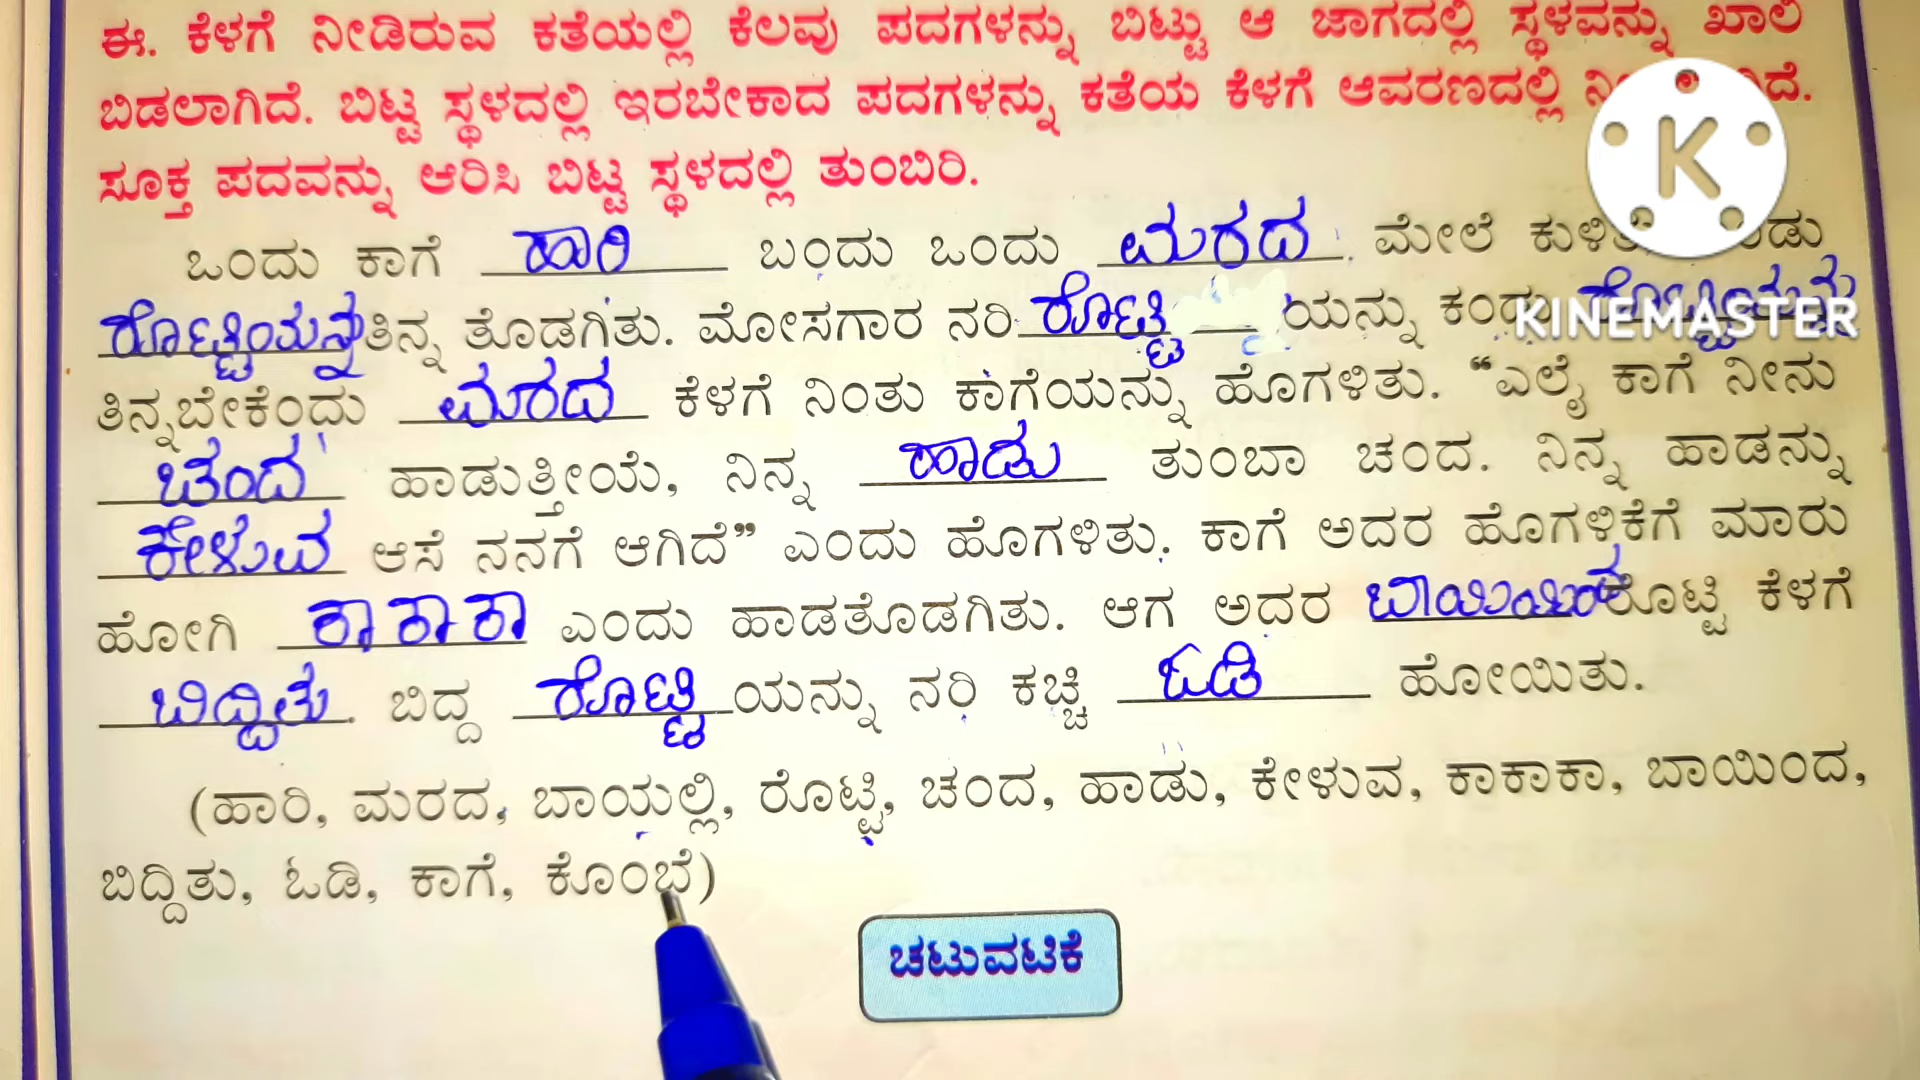 ಈ. ಕೆಳಗೆ ನೀಡಿರುವ ಕತೆಯಲ್ಲಿ ಕೆಲವು ಪದಗಳನ್ನು ಬಿಟ್ಟು ಆ ಜಾಗದಲ್ಲಿ ಸ್ಥಳವನ್ನು ಖಾಲಿ
ಬಿಡಲಾಗಿದೆ. ಬಿಟ್ಟ ಸ್ಥಳದಲ್ಲಿ ಇರಬೇಕಾದ ಪದಗಳನ್ನು ಕತೆಯ ಕೆಳಗೆ ಆವರಣದಲ್ಲಿ
ಸೂಕ್ತ ಪದವನ್ನು ಆರಿಸಿ ಬಿಟ್ಟ ಸ್ಥಳದಲ್ಲಿ ತುಂಬಿರಿ.
ಒಂದು ಕಾಗೆ ಹಾರಿ ಬಂದು ಒಂದು ಮರದ ಮೇಲೆ
ರೊಟ್ಟಿಯನ್ನು ತಿನ್ನ ತೊಡಗಿತು. ಮೋಸಗಾರ ನರಿ ರೊಟ್ಟಿ ಯನ್ನು ಕಂಡು ರೊಟ್ಟಿಯನ್ನು
KINEMASTER
ತಿನ್ನಬೇಕೆಂದು ಮರದ ಕೆಳಗೆ ನಿಂತು ಕಾಗೆಯನ್ನು ಹೊಗಳಿತು. “ಎಲೈ ಕಾಗೆ ನೀನು
ಚಂದ ಹಾಡುತ್ತೀಯೆ, ನಿನ್ನ ಹಾಡು ತುಂಬಾ ಚಂದ. ನಿನ್ನ ಹಾಡನ್ನು
ಕೇಳುವ ಆಸೆ ನನಗೆ ಆಗಿದೆ” ಎಂದು ಹೊಗಳಿತು. ಕಾಗೆ ಅದರ ಹೊಗಳಿಕೆಗೆ ಮಾರು
ಹೋಗಿ ಕಾ ಕಾ ಕಾ ಎಂದು ಹಾಡತೊಡಗಿತು. ಆಗ ಅದರ ಬಾಯಿಯಿಂದ ರೊಟ್ಟಿ ಕೆಳಗೆ
ಬಿದ್ದಿತು. ಬಿದ್ದ ರೊಟ್ಟಿ ಯನ್ನು ನರಿ ಕಚ್ಚಿ ಓಡಿ ಹೋಯಿತು.
(ಹಾರಿ, ಮರದ, ಬಾಯಲ್ಲಿ, ರೊಟ್ಟಿ, ಚಂದ, ಹಾಡು, ಕೇಳುವ, ಕಾಕಾಕಾ, ಬಾಯಿಂದ,
ಬಿದ್ದಿತು, ಓಡಿ, ಕಾಗೆ, ಕೊಂಬೆ)
ಚಟುವಟಿಕೆ